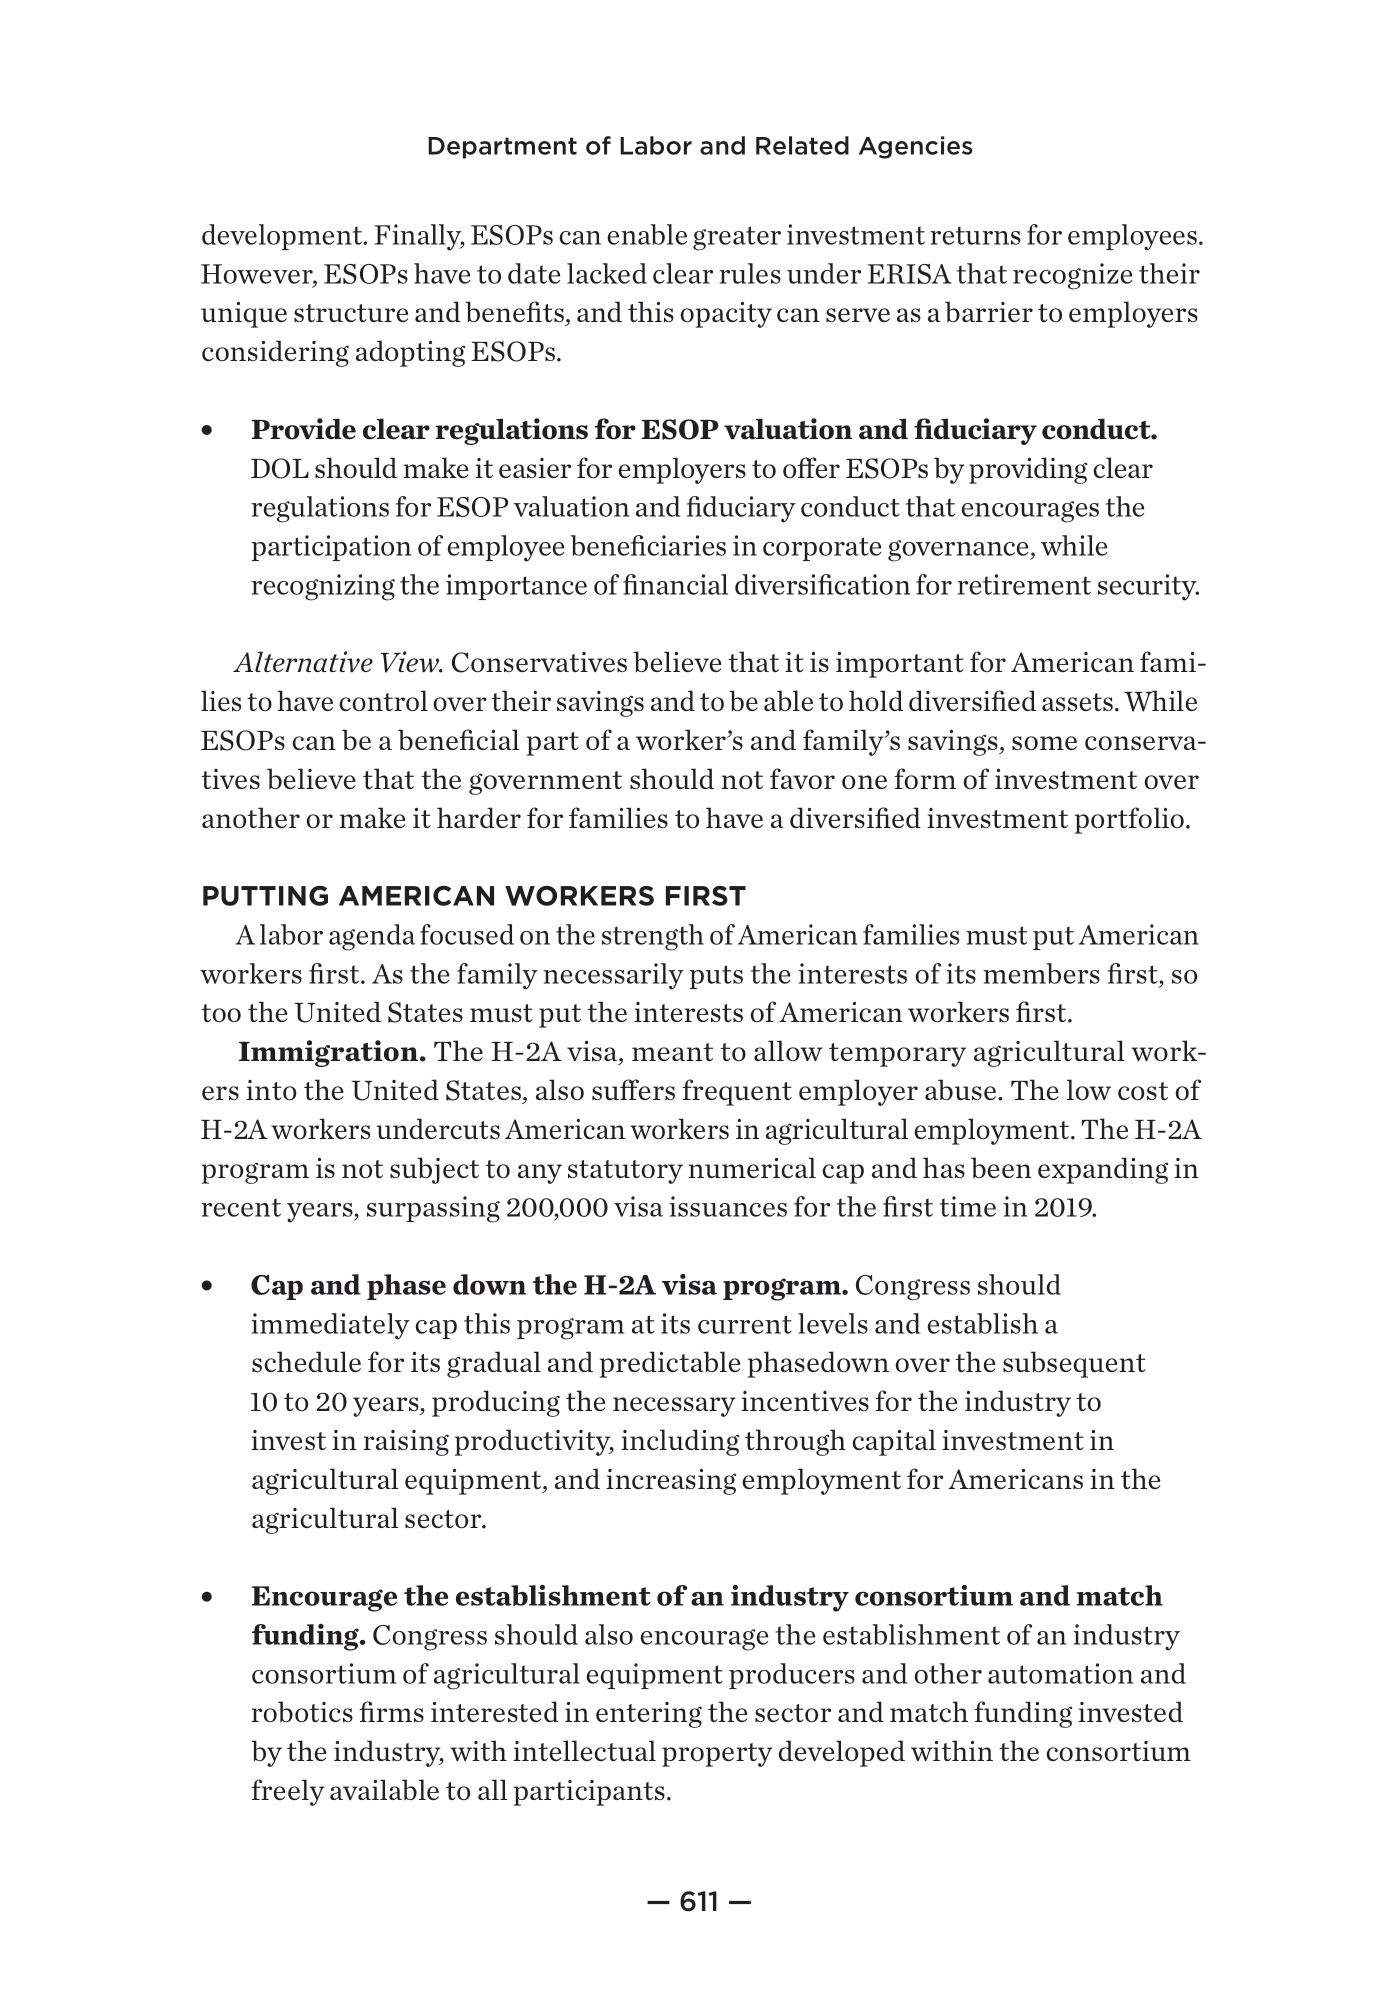 Department of Labor and Related Agencies
development. Finally, ESOPs can enable greater investment returns for employees.
However, ESOPs have to date lacked clear rules under ERISA that recognize their
unique structure and benefits, and this opacity can serve as a barrier to employers
considering adopting ESOPs.
• Provide clear regulations for ESOP valuation and fiduciary conduct.
DOL should make it easier for employers to offer ESOPs by providing clear
regulations for ESOP valuation and fiduciary conduct that encourages the
participation of employee beneficiaries in corporate governance, while
recognizing the importance of financial diversification for retirement security.
Alternative View. Conservatives believe that it is important for American fami-
lies to have control over their savings and to be able to hold diversified assets. While
ESOPs can be a beneficial part of a worker’s and family’s savings, some conserva-
tives believe that the government should not favor one form of investment over
another or make it harder for families to have a diversified investment portfolio.
PUTTING AMERICAN WORKERS FIRST
A labor agenda focused on the strength of American families must put American
workers first. As the family necessarily puts the interests of its members first, so
too the United States must put the interests of American workers first.
Immigration. The H-2A visa, meant to allow temporary agricultural work-
ers into the United States, also suffers frequent employer abuse. The low cost of
H-2A workers undercuts American workers in agricultural employment. The H-2A
program is not subject to any statutory numerical cap and has been expanding in
recent years, surpassing 200,000 visa issuances for the first time in 2019.
• Cap and phase down the H-2A visa program. Congress should
immediately cap this program at its current levels and establish a
schedule for its gradual and predictable phasedown over the subsequent
10 to 20 years, producing the necessary incentives for the industry to
invest in raising productivity, including through capital investment in
agricultural equipment, and increasing employment for Americans in the
agricultural sector.
• Encourage the establishment of an industry consortium and match
funding. Congress should also encourage the establishment of an industry
consortium of agricultural equipment producers and other automation and
robotics firms interested in entering the sector and match funding invested
by the industry, with intellectual property developed within the consortium
freely available to all participants.
— 611 —